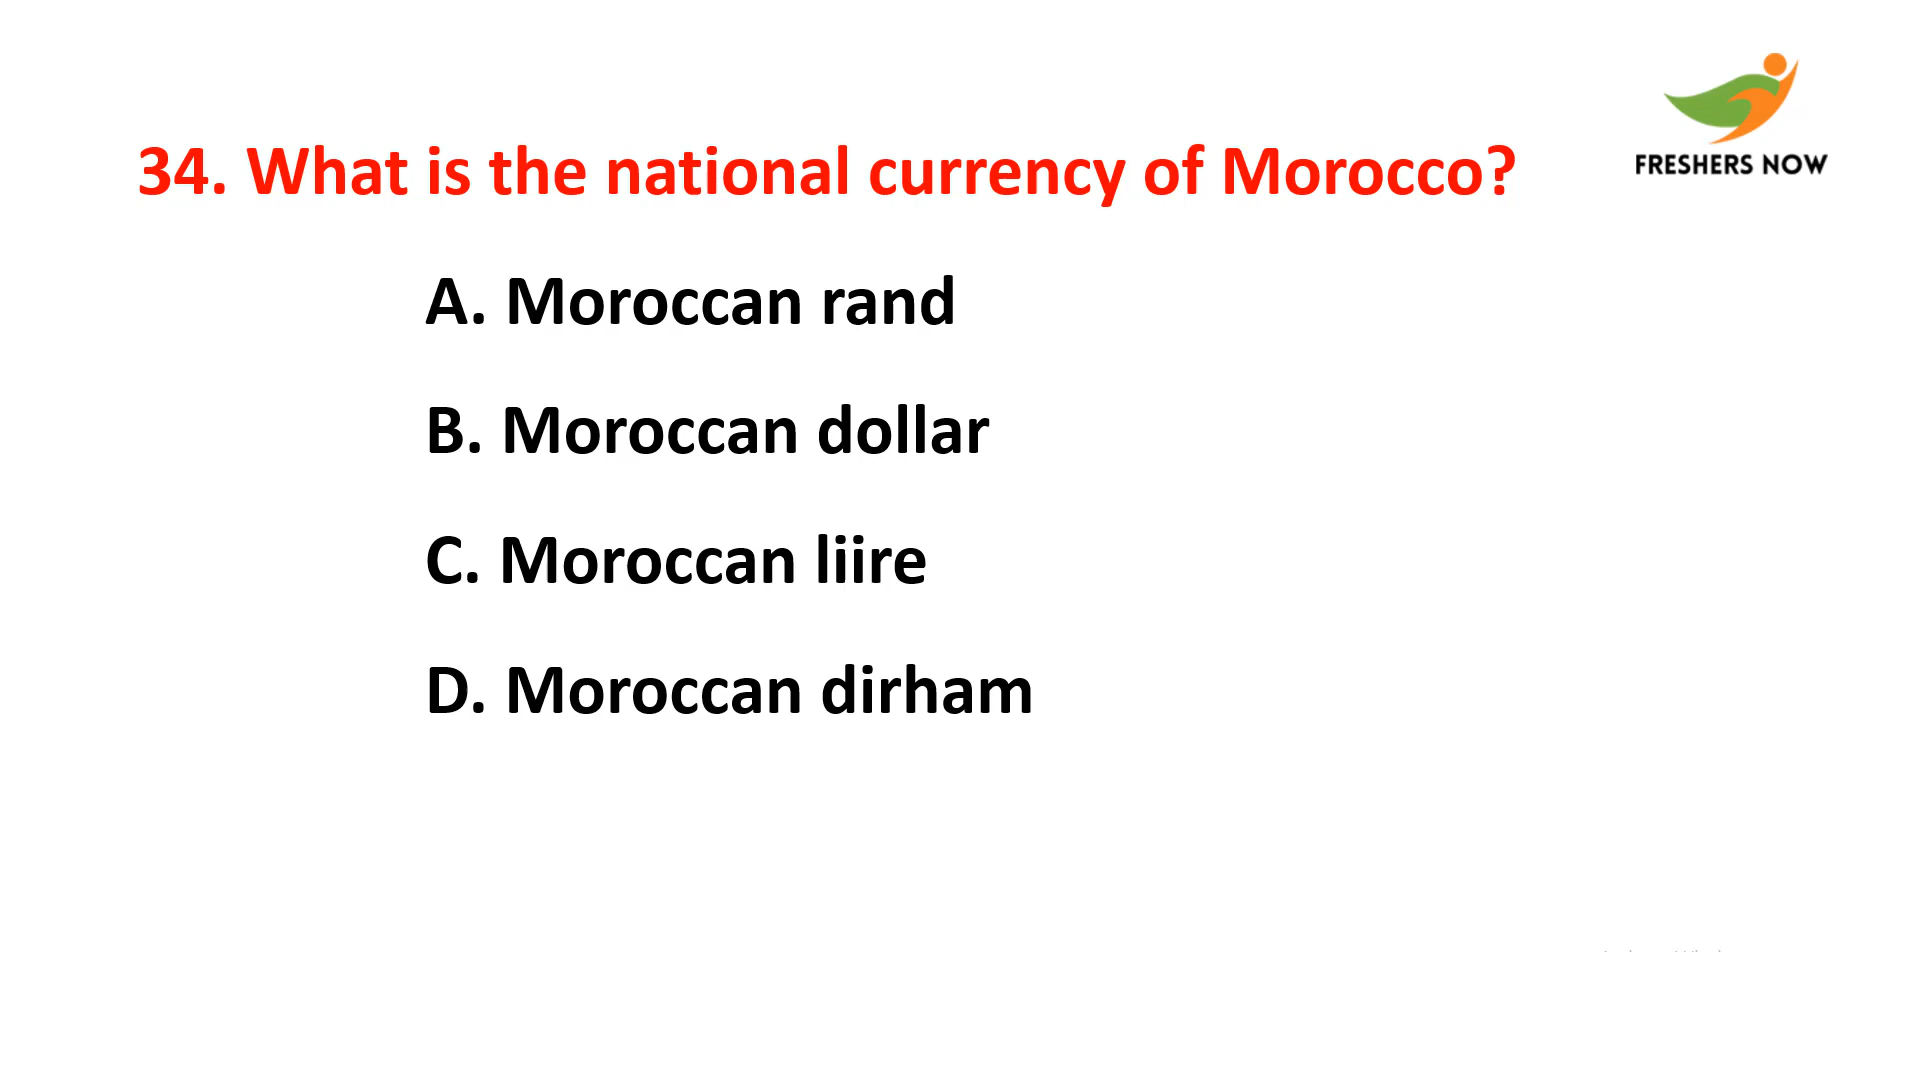 34. What is the national currency of Morocco?
FRESHERS NOW
A. Moroccan rand
B. Moroccan dollar
C. Moroccan liire
D. Moroccan dirham